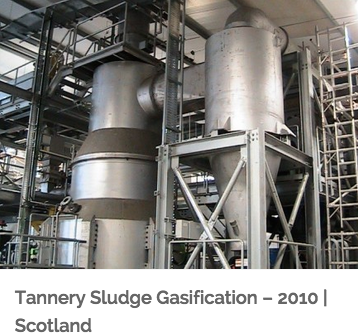 Tannery Sludge Gasification – 2010 |
Scotland